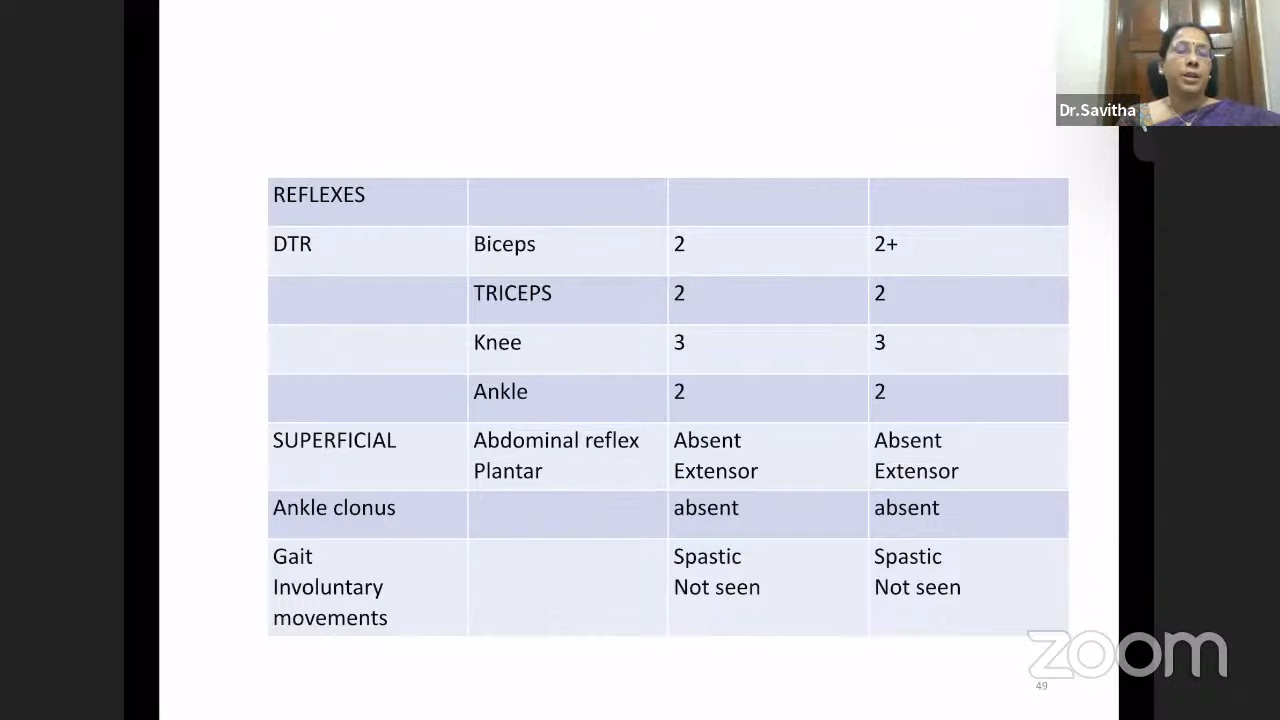 Dr.Savitha
REFLEXES
DTR Biceps 2 2+
TRICEPS 2 2
Knee 3 3
Ankle 2 2
SUPERFICIAL Abdominal reflex Absent Absent
Plantar Extensor Extensor
Ankle clonus absent absent
Gait Spastic Spastic
Involuntary Not seen Not seen
movements
zoom
49